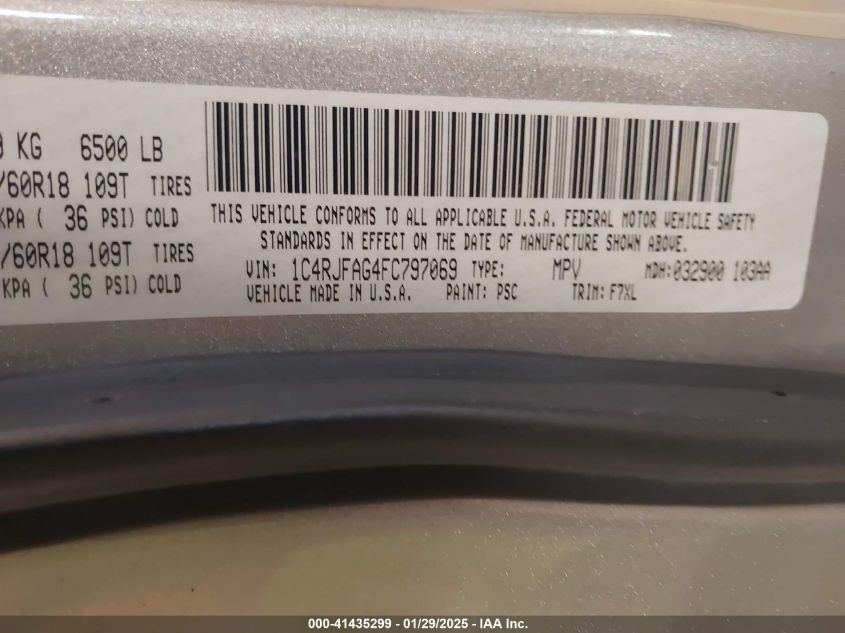 KG 6500 LB
/60R18 109T TIRES
KPA ( 36 PSI) COLD
/60R18 109T TIRES
KPA ( 36 PSI) COLD
THIS VEHICLE CONFORMS TO ALL APPLICABLE U.S.A. FEDERAL MOTOR VEHICLE SAFETY
STANDARDS IN EFFECT ON THE DATE OF MANUFACTURE SHOWN ABOVE.
VIN: 1C4RJFAG4FC797069 TYPE: MPV MDH:032900 103AA
VEHICLE MADE IN U.S.A. PAINT: PSC TRIM: F7XL
000-41435299 - 01/29/2025 - IAA Inc.